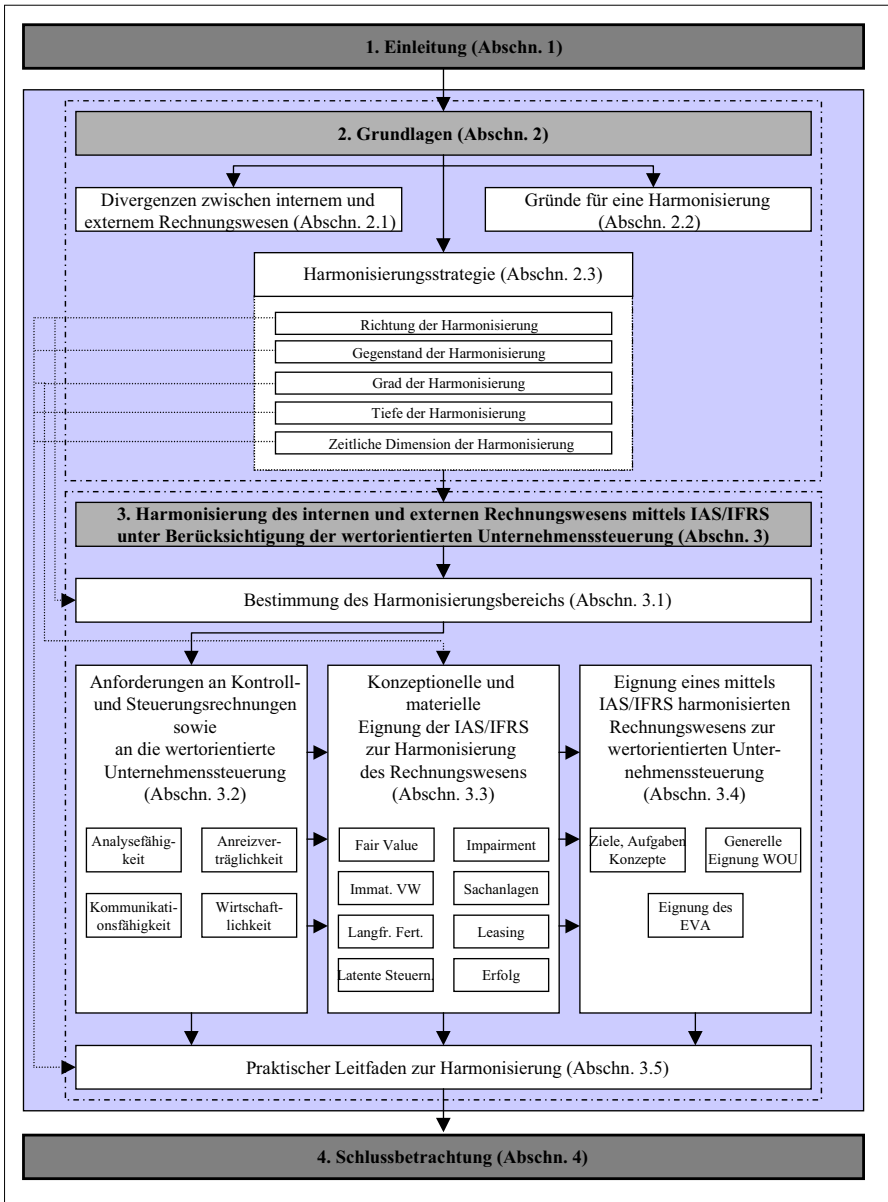 1. Einleitung (Abschn. 1)
2. Grundlagen (Abschn. 2)
Divergenzen zwischen internem und
externem Rechnungswesen (Abschn. 2.1)
Gründe für eine Harmonisierung
(Abschn. 2.2)
Harmonisierungsstrategie (Abschn. 2.3)
Richtung der Harmonisierung
Gegenstand der Harmonisierung
Grad der Harmonisierung
Tiefe der Harmonisierung
Zeitliche Dimension der Harmonisierung
3. Harmonisierung des internen und externen Rechnungswesens mittels IAS/IFRS
unter Berücksichtigung der wertorientierten Unternehmenssteuerung (Abschn. 3)
Bestimmung des Harmonisierungsbereichs (Abschn. 3.1)
Anforderungen an Kontroll-
und Steuerungsrechnungen
sowie
an die wertorientierte
Unternehmenssteuerung
(Abschn. 3.2)
Analysefähig-
keit
Anreizver-
träglichkeit
Kommunikati-
onsfähigkeit
Wirtschaft-
lichkeit
Konzeptionelle und
materielle
Eignung der IAS/IFRS
zur Harmonisierung
des Rechnungswesens
(Abschn. 3.3)
Fair Value
Impairment
Immat. VW
Sachanlagen
Langfr. Fert.
Leasing
Latente Steuern.
Erfolg
Eignung eines mittels
IAS/IFRS harmonisierten
Rechnungswesens zur
wertorientierten Unter-
nehmenssteuerung
(Abschn. 3.4)
Ziele, Aufgaben
Konzepte
Generelle
Eignung WOU
Eignung des
EVA
Praktischer Leitfaden zur Harmonisierung (Abschn. 3.5)
4. Schlussbetrachtung (Abschn. 4)